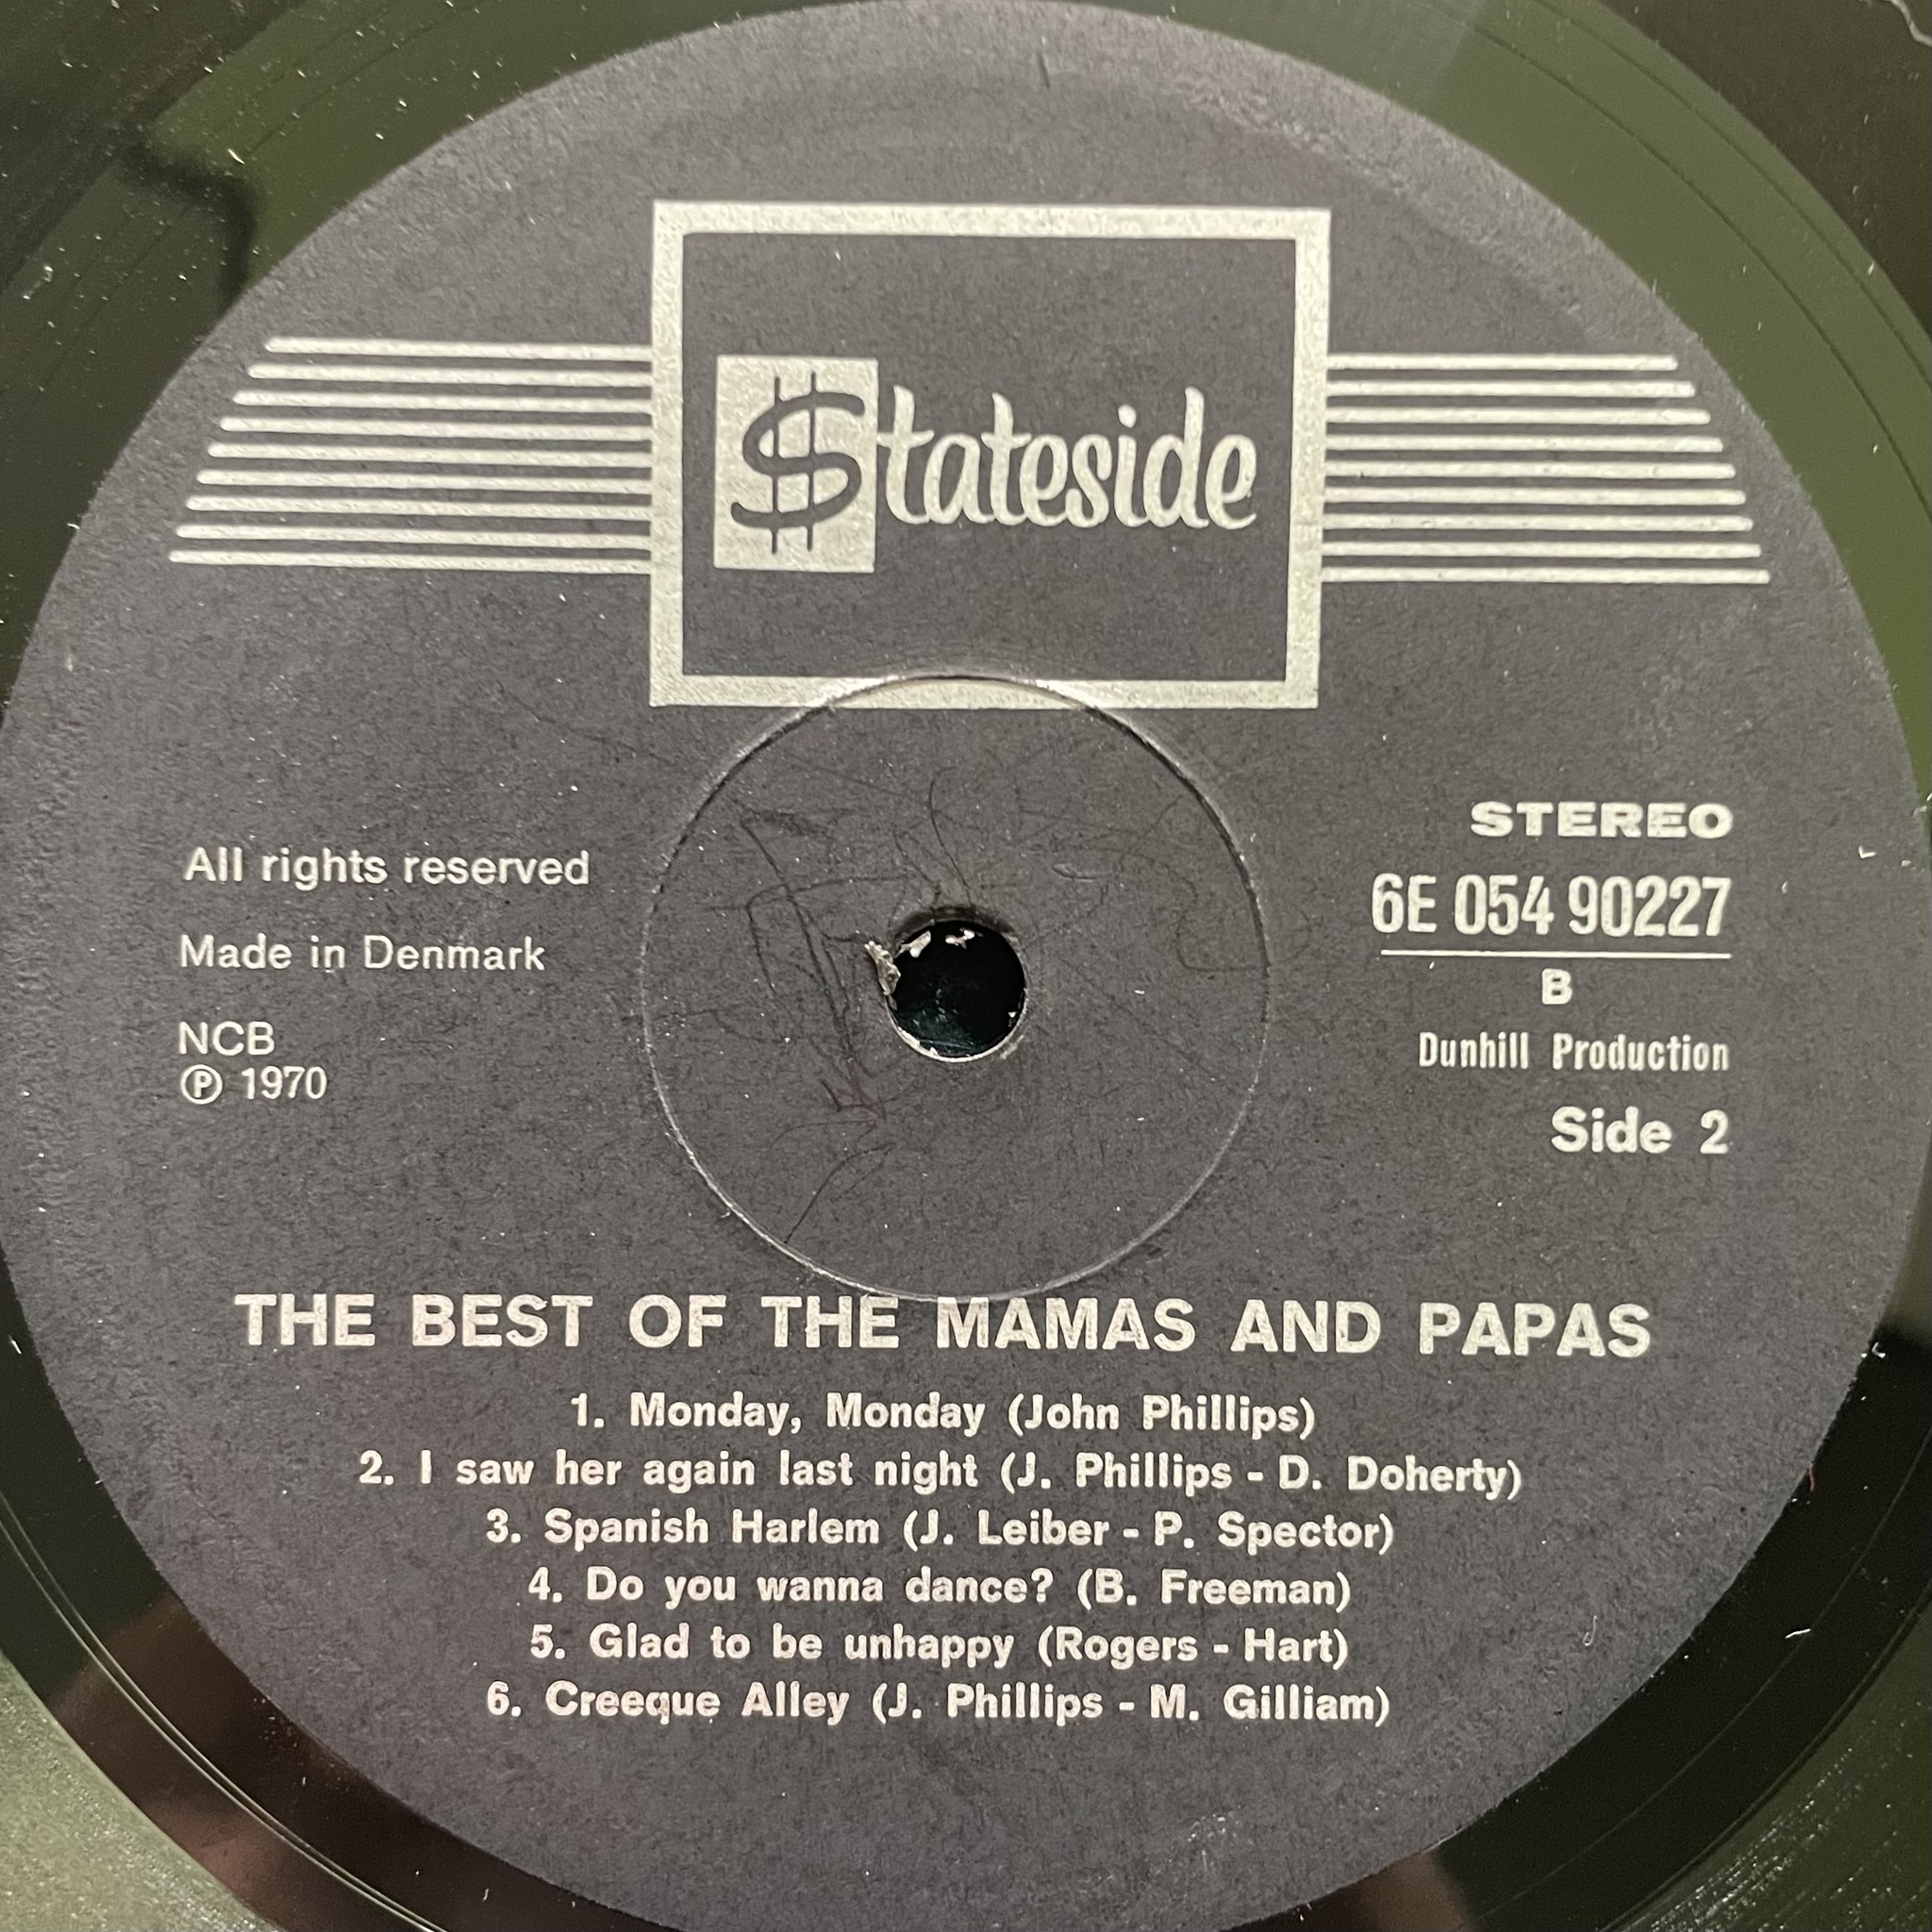 $tateside
All rights reserved
Made in Denmark
NCB
Ⓟ 1970
STEREO
6E 054 90227
B
Dunhill Production
Side 2
THE BEST OF THE MAMAS AND PAPAS
1. Monday, Monday (John Phillips)
2. I saw her again last night (J. Phillips - D. Doherty)
3. Spanish Harlem (J. Leiber - P. Spector)
4. Do you wanna dance? (B. Freeman)
5. Glad to be unhappy (Rogers - Hart)
6. Creeque Alley (J. Phillips - M. Gilliam)